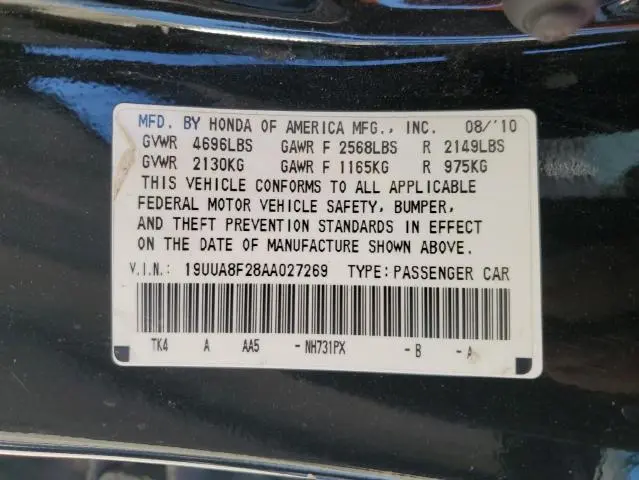 MFD. BY HONDA OF AMERICA MFG., INC. 08/'10
GVWR 4696LBS GAWR F 2568LBS R 2149LBS
GVWR 2130KG GAWR F 1165KG R 975KG
THIS VEHICLE CONFORMS TO ALL APPLICABLE
FEDERAL MOTOR VEHICLE SAFETY, BUMPER,
AND THEFT PREVENTION STANDARDS IN EFFECT
ON THE DATE OF MANUFACTURE SHOWN ABOVE.
V.I.N.: 19UUA8F28AA027269 TYPE:PASSENGER CAR
TK4 A AA5 -NH731PX -B -A